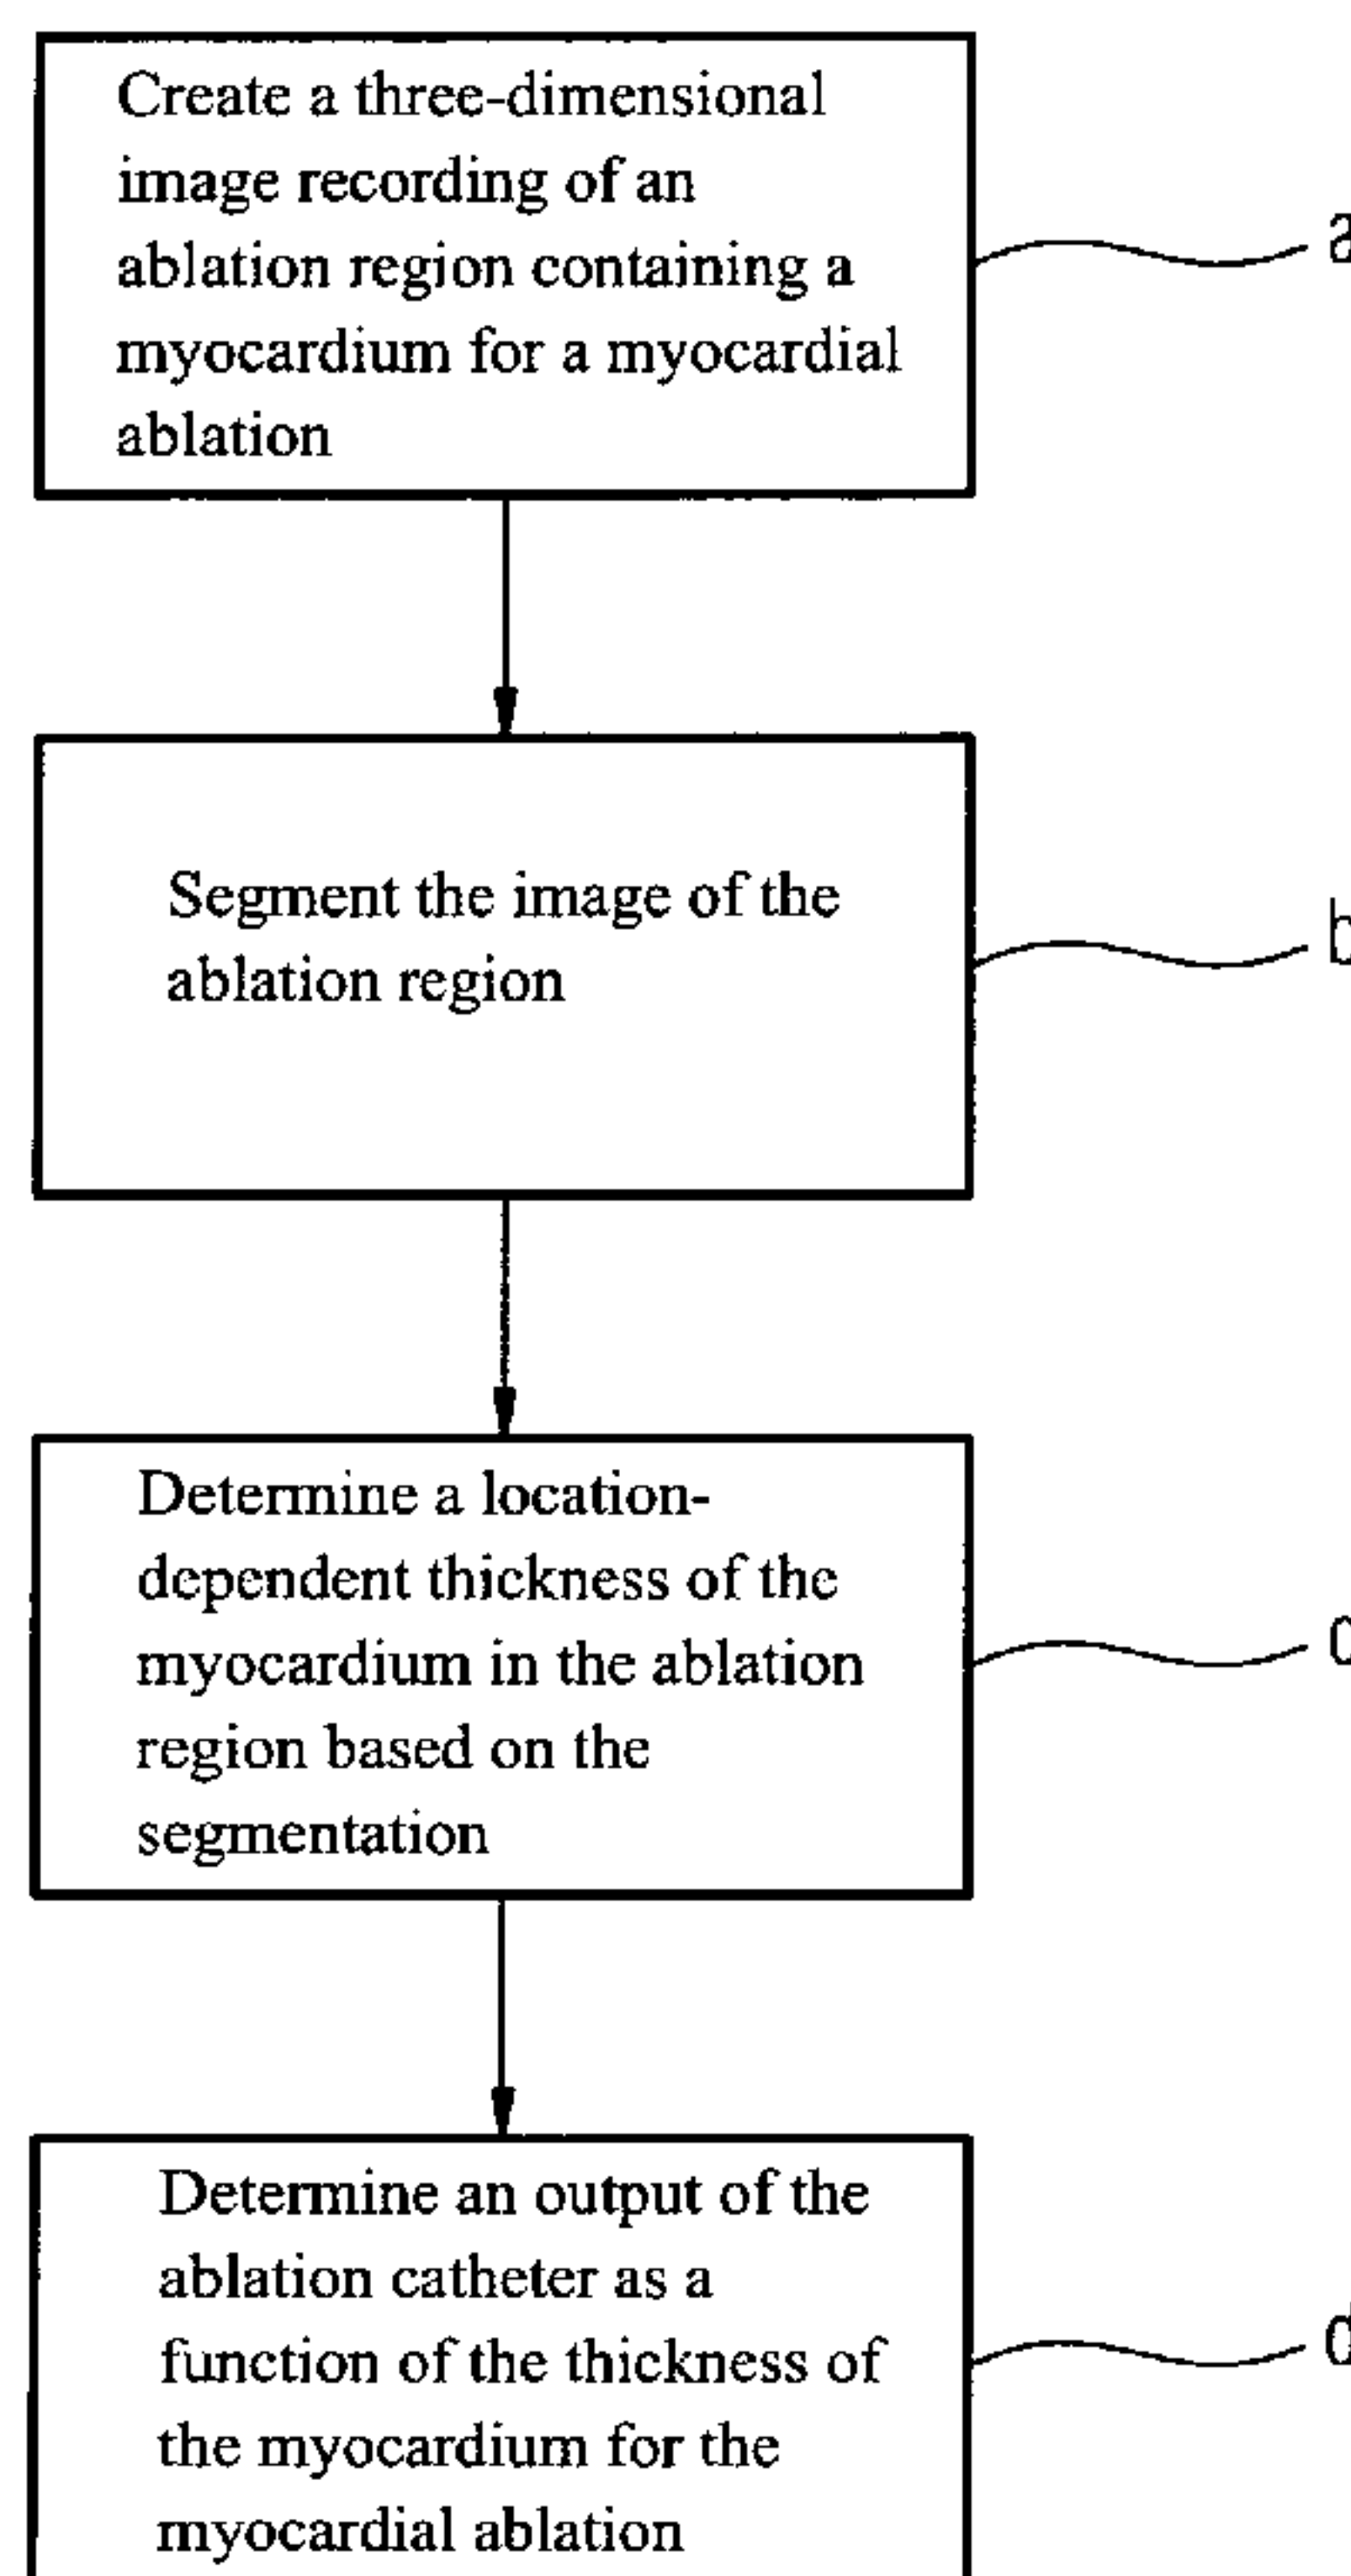 Create a three-dimensional
image recording of an
ablation region containing a
myocardium for a myocardial
ablation
a
Segment the image of the
ablation region
b
Determine a location-
dependent thickness of the
myocardium in the ablation
region based on the
segmentation
c
Determine an output of the
ablation catheter as a
function of the thickness of
the myocardium for the
myocardial ablation
d